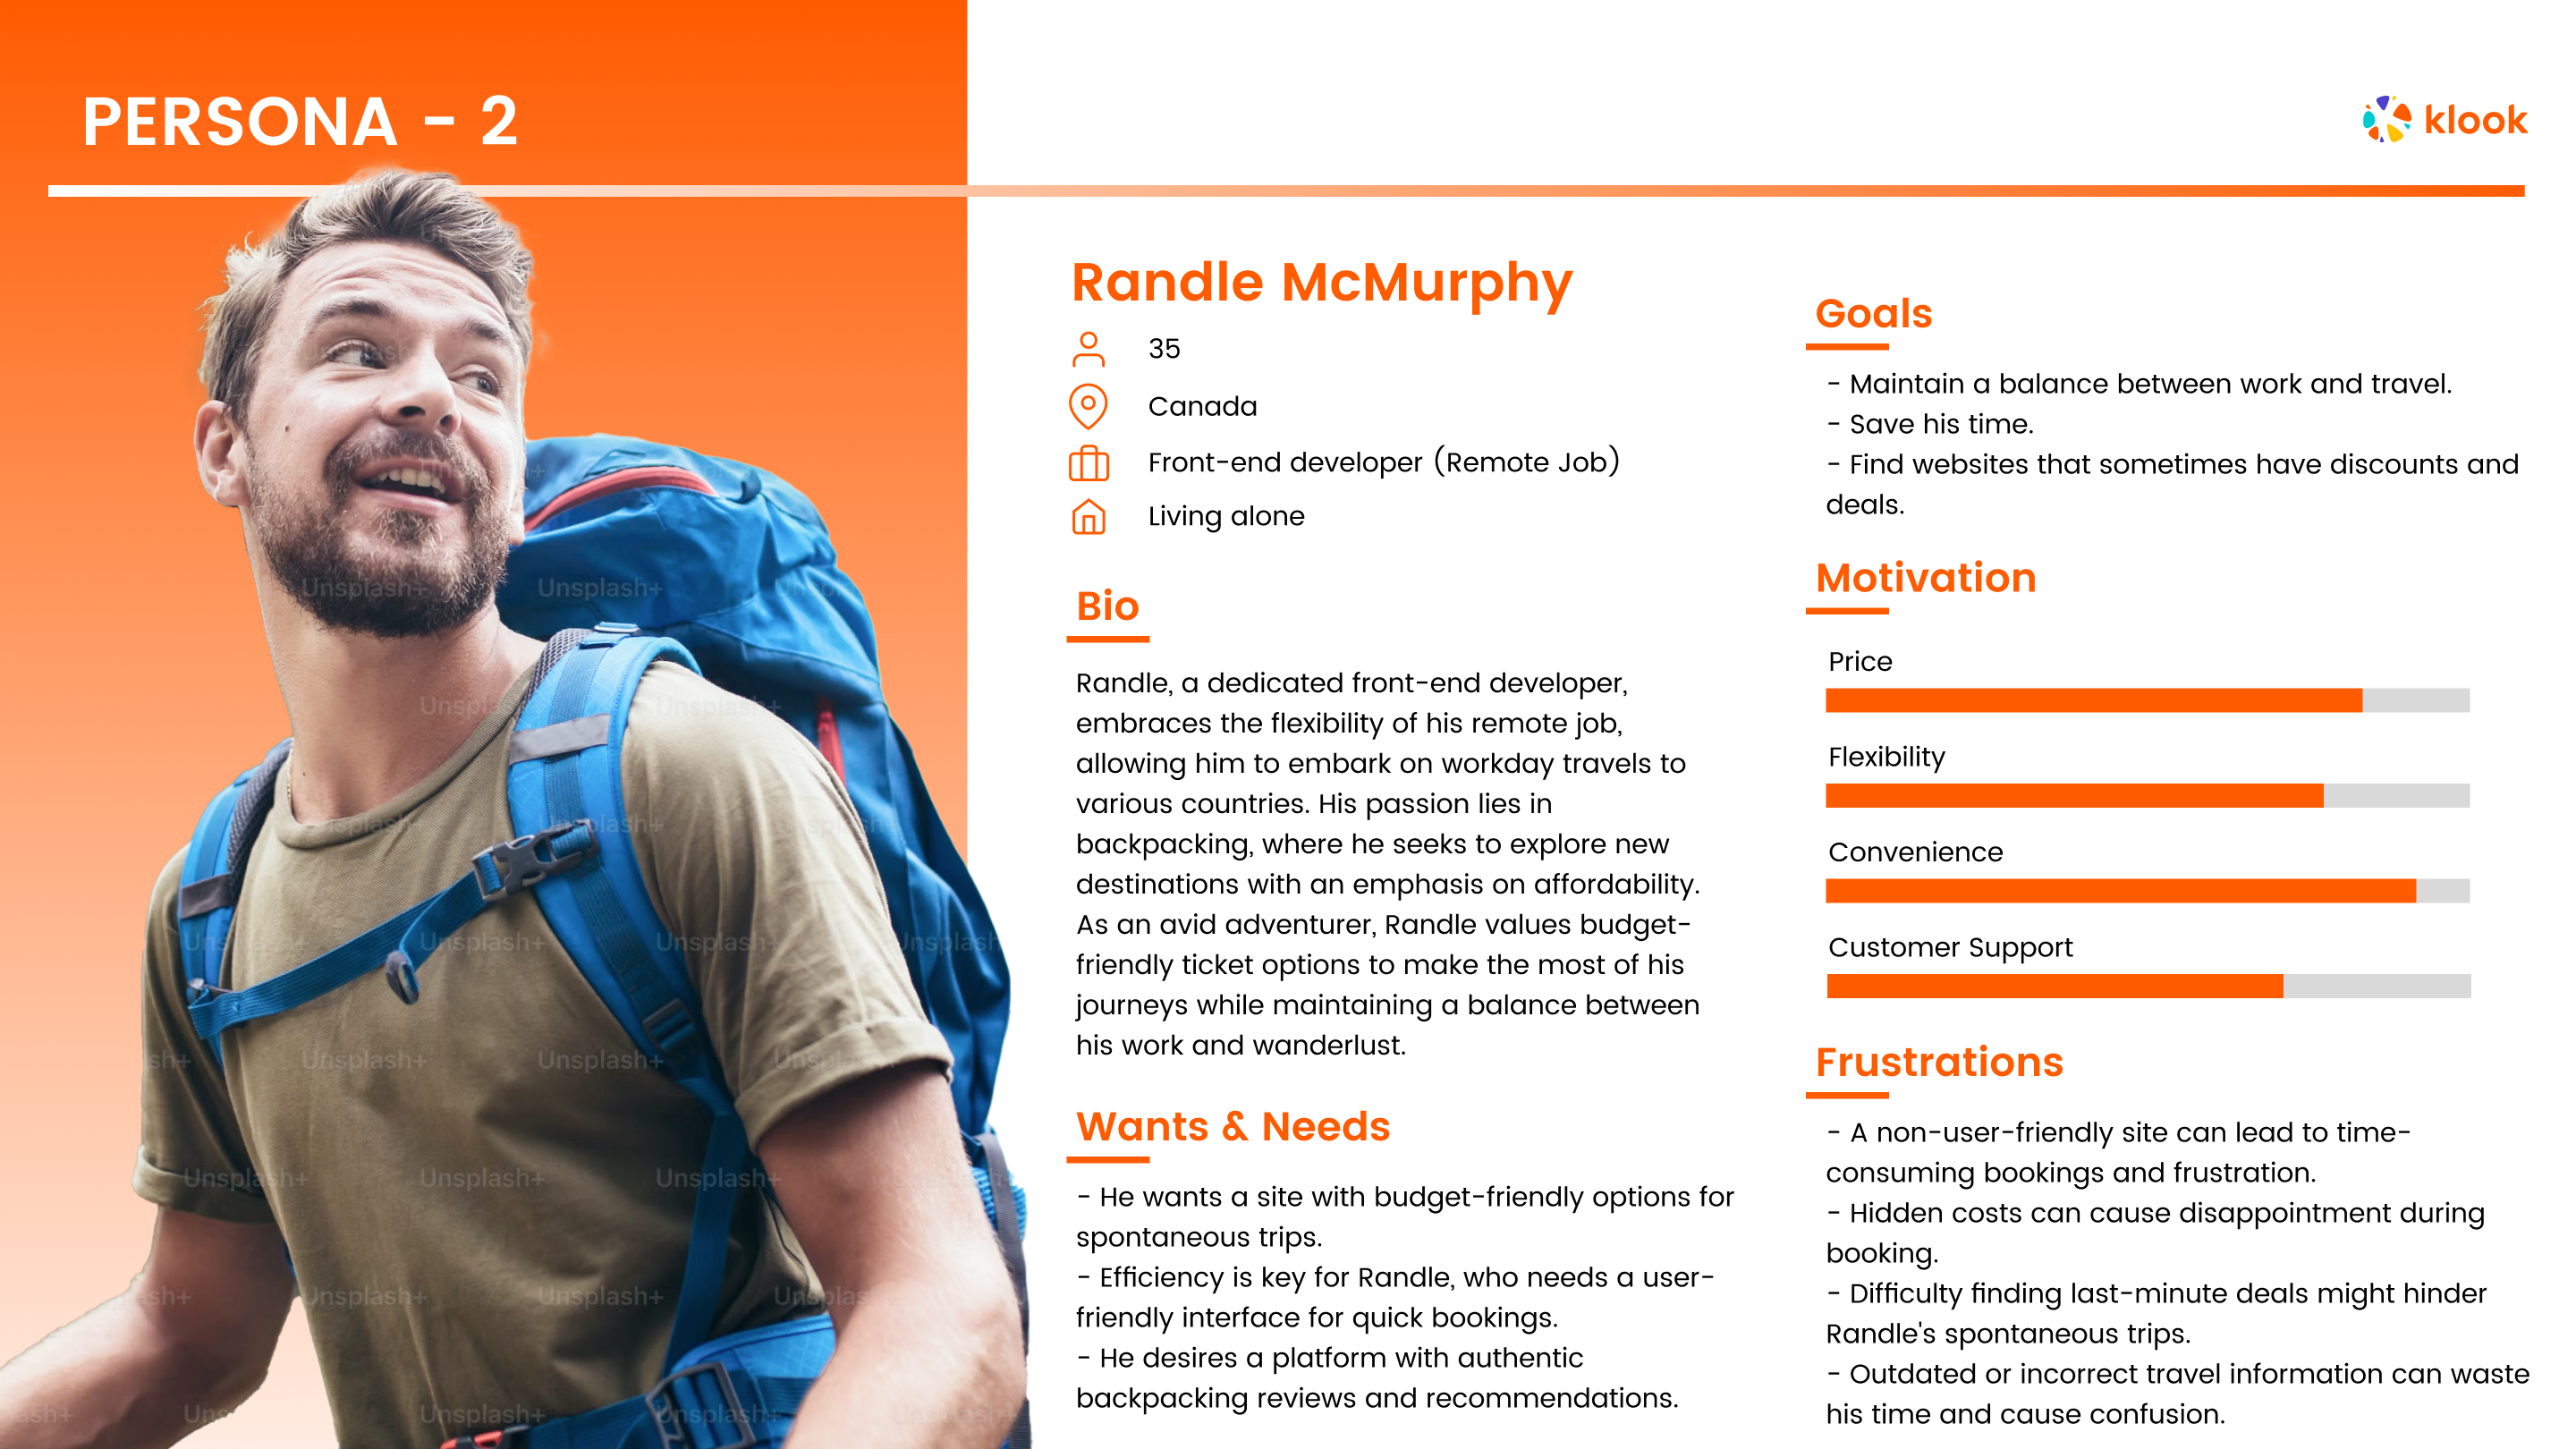 PERSONA - 2
klook
Randle McMurphy
35
Canada
Front-end developer (Remote Job)
Living alone
Bio
Randle, a dedicated front-end developer,
embraces the flexibility of his remote job,
allowing him to embark on workday travels to
various countries. His passion lies in
backpacking, where he seeks to explore new
destinations with an emphasis on affordability.
As an avid adventurer, Randle values budget-
friendly ticket options to make the most of his
journeys while maintaining a balance between
his work and wanderlust.
Wants & Needs
- He wants a site with budget-friendly options for
spontaneous trips.
- Efficiency is key for Randle, who needs a user-
friendly interface for quick bookings.
- He desires a platform with authentic
backpacking reviews and recommendations.
Goals
- Maintain a balance between work and travel.
- Save his time.
- Find websites that sometimes have discounts and
deals.
Motivation
Price
Flexibility
Convenience
Customer Support
Frustrations
- A non-user-friendly site can lead to time-
consuming bookings and frustration.
- Hidden costs can cause disappointment during
booking.
- Difficulty finding last-minute deals might hinder
Randle's spontaneous trips.
- Outdated or incorrect travel information can waste
his time and cause confusion.
Unsplash+ Unsplash+
Unsplash+ Unsplash+
Unsplash+ Unsplash+
Unsplash+ Unsplash+
Unsplash+ Unsplash+ Unsplash+
Unsplash+ Unsplash+
Unsplash+